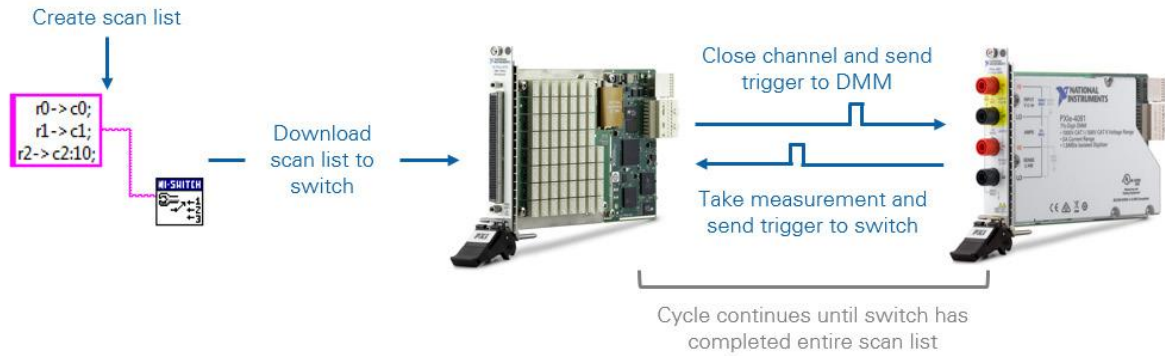 Create scan list
r0->c0;
r1->c1;
r2->c2:10;
NI-SWITCH
Download
scan list to
switch
Close channel and send
trigger to DMM
Take measurement and
send trigger to switch
NATIONAL
INSTRUMENTS
PXIe-4081
Cycle continues until switch has
completed entire scan list